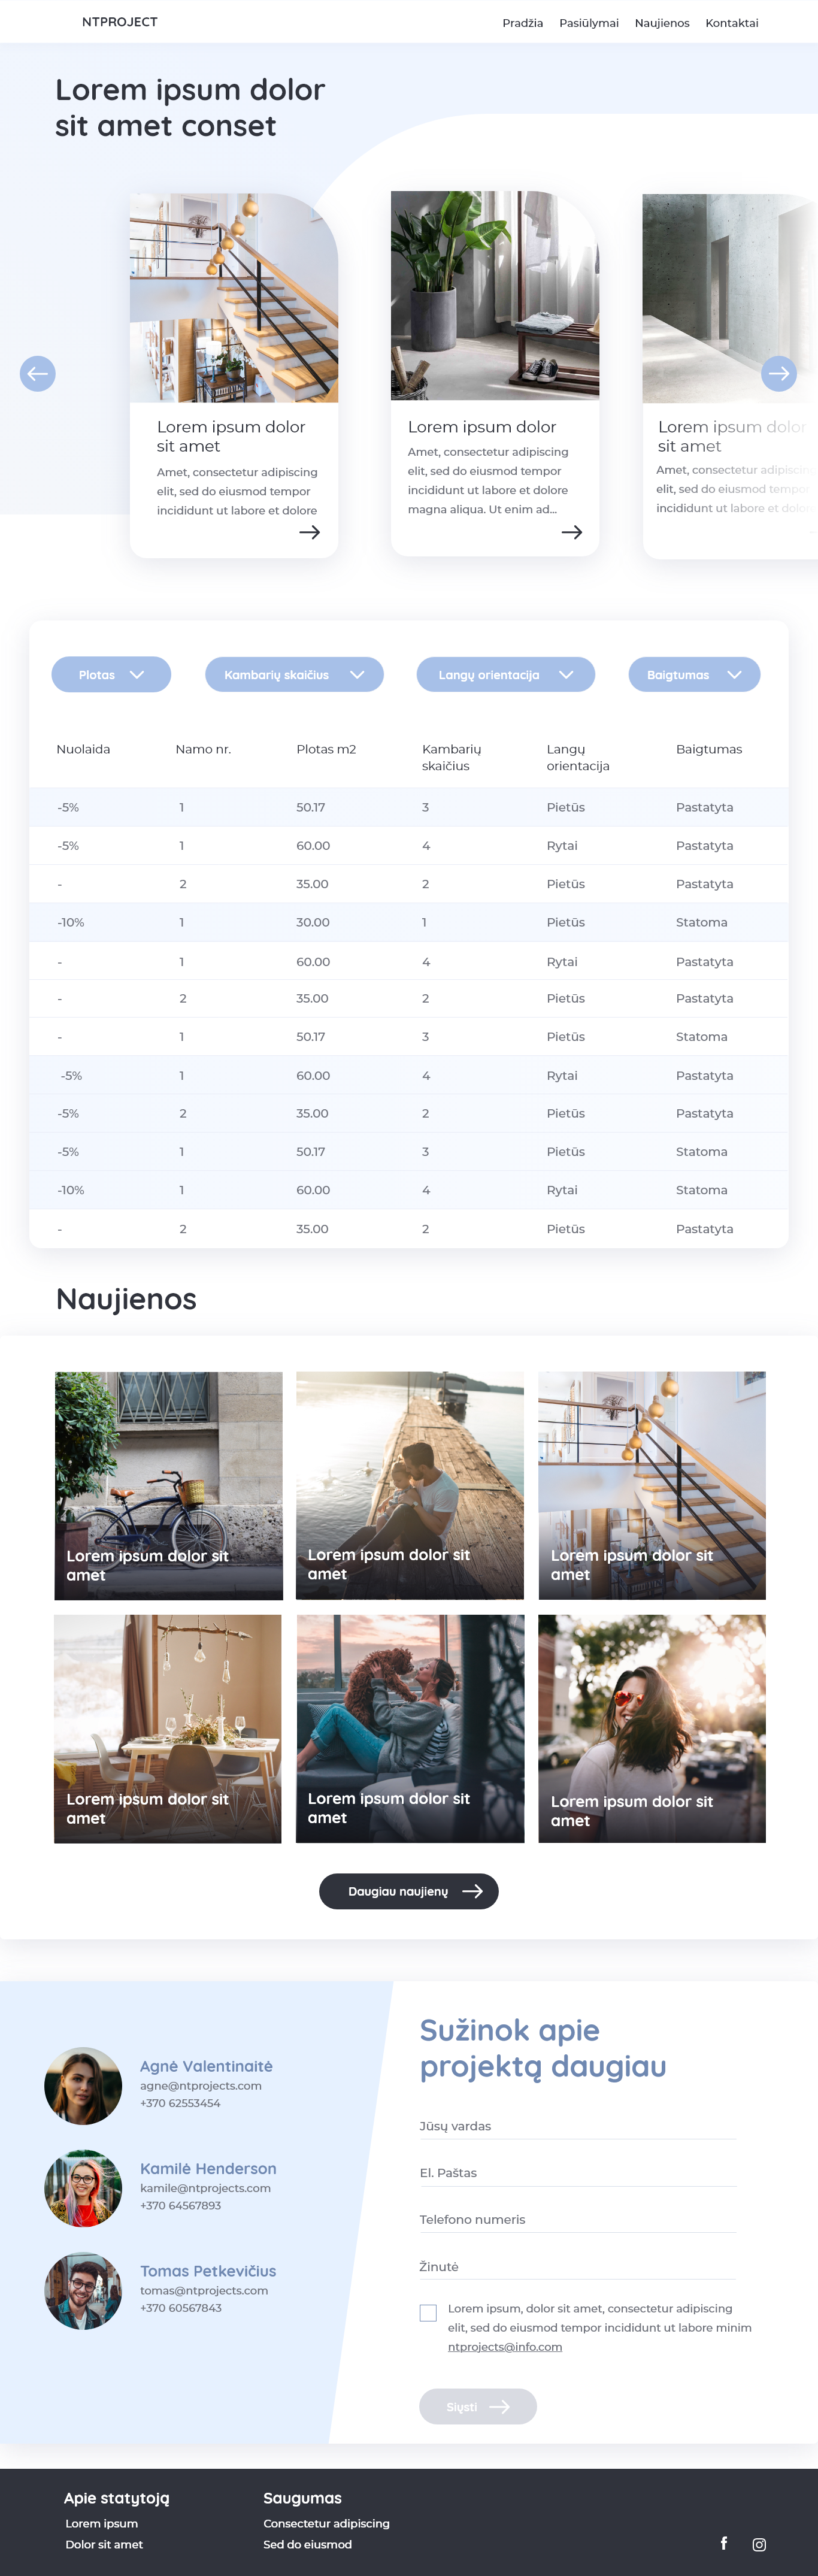 NTPROJECT
Pradžia Pasiūlymai Naujienos Kontaktai
Lorem ipsum dolor
sit amet conset
Lorem ipsum dolor
sit amet
Amet, consectetur adipiscing
elit, sed do eiusmod tempor
incididunt ut labore et dolore
Lorem ipsum dolor
Amet, consectetur adipiscing
elit, sed do eiusmod tempor
incididunt ut labore et dolore
magna aliqua. Ut enim ad...
Lorem ipsum dolor
sit amet
Amet, consectetur adipiscing
elit, sed do eiusmod tempor
incididunt ut labore et dolore
Plotas Kambarių skaičius Langų orientacija Baigtumas
Nuolaida Namo nr. Plotas m2 Kambarių skaičius Langų orientacija Baigtumas
-5% 1 50.17 3 Pietūs Pastatyta
-5% 1 60.00 4 Rytai Pastatyta
- 2 35.00 2 Pietūs Pastatyta
-10% 1 30.00 1 Pietūs Statoma
- 1 60.00 4 Rytai Pastatyta
- 2 35.00 2 Pietūs Pastatyta
- 1 50.17 3 Pietūs Statoma
-5% 1 60.00 4 Rytai Pastatyta
-5% 2 35.00 2 Pietūs Pastatyta
-5% 1 50.17 3 Pietūs Statoma
-10% 1 60.00 4 Rytai Statoma
- 2 35.00 2 Pietūs Pastatyta
Naujienos
Lorem ipsum dolor sit
amet
Lorem ipsum dolor sit
amet
Lorem ipsum dolor sit
amet
Lorem ipsum dolor sit
amet
Lorem ipsum dolor sit
amet
Lorem ipsum dolor sit
amet
Daugiau naujienų
Agnė Valentinaitė
agne@ntprojects.com
+370 62553454
Kamilė Henderson
kamile@ntprojects.com
+370 64567893
Tomas Petkevičius
tomas@ntprojects.com
+370 60567843
Sužinok apie
projektą daugiau
Jūsų vardas
El. Paštas
Telefono numeris
Žinutė
Lorem ipsum, dolor sit amet, consectetur adipiscing
elit, sed do eiusmod tempor incididunt ut labore minim
ntprojects@info.com
Siųsti
Apie statytoją
Lorem ipsum
Dolor sit amet
Saugumas
Consectetur adipiscing
Sed do eiusmod